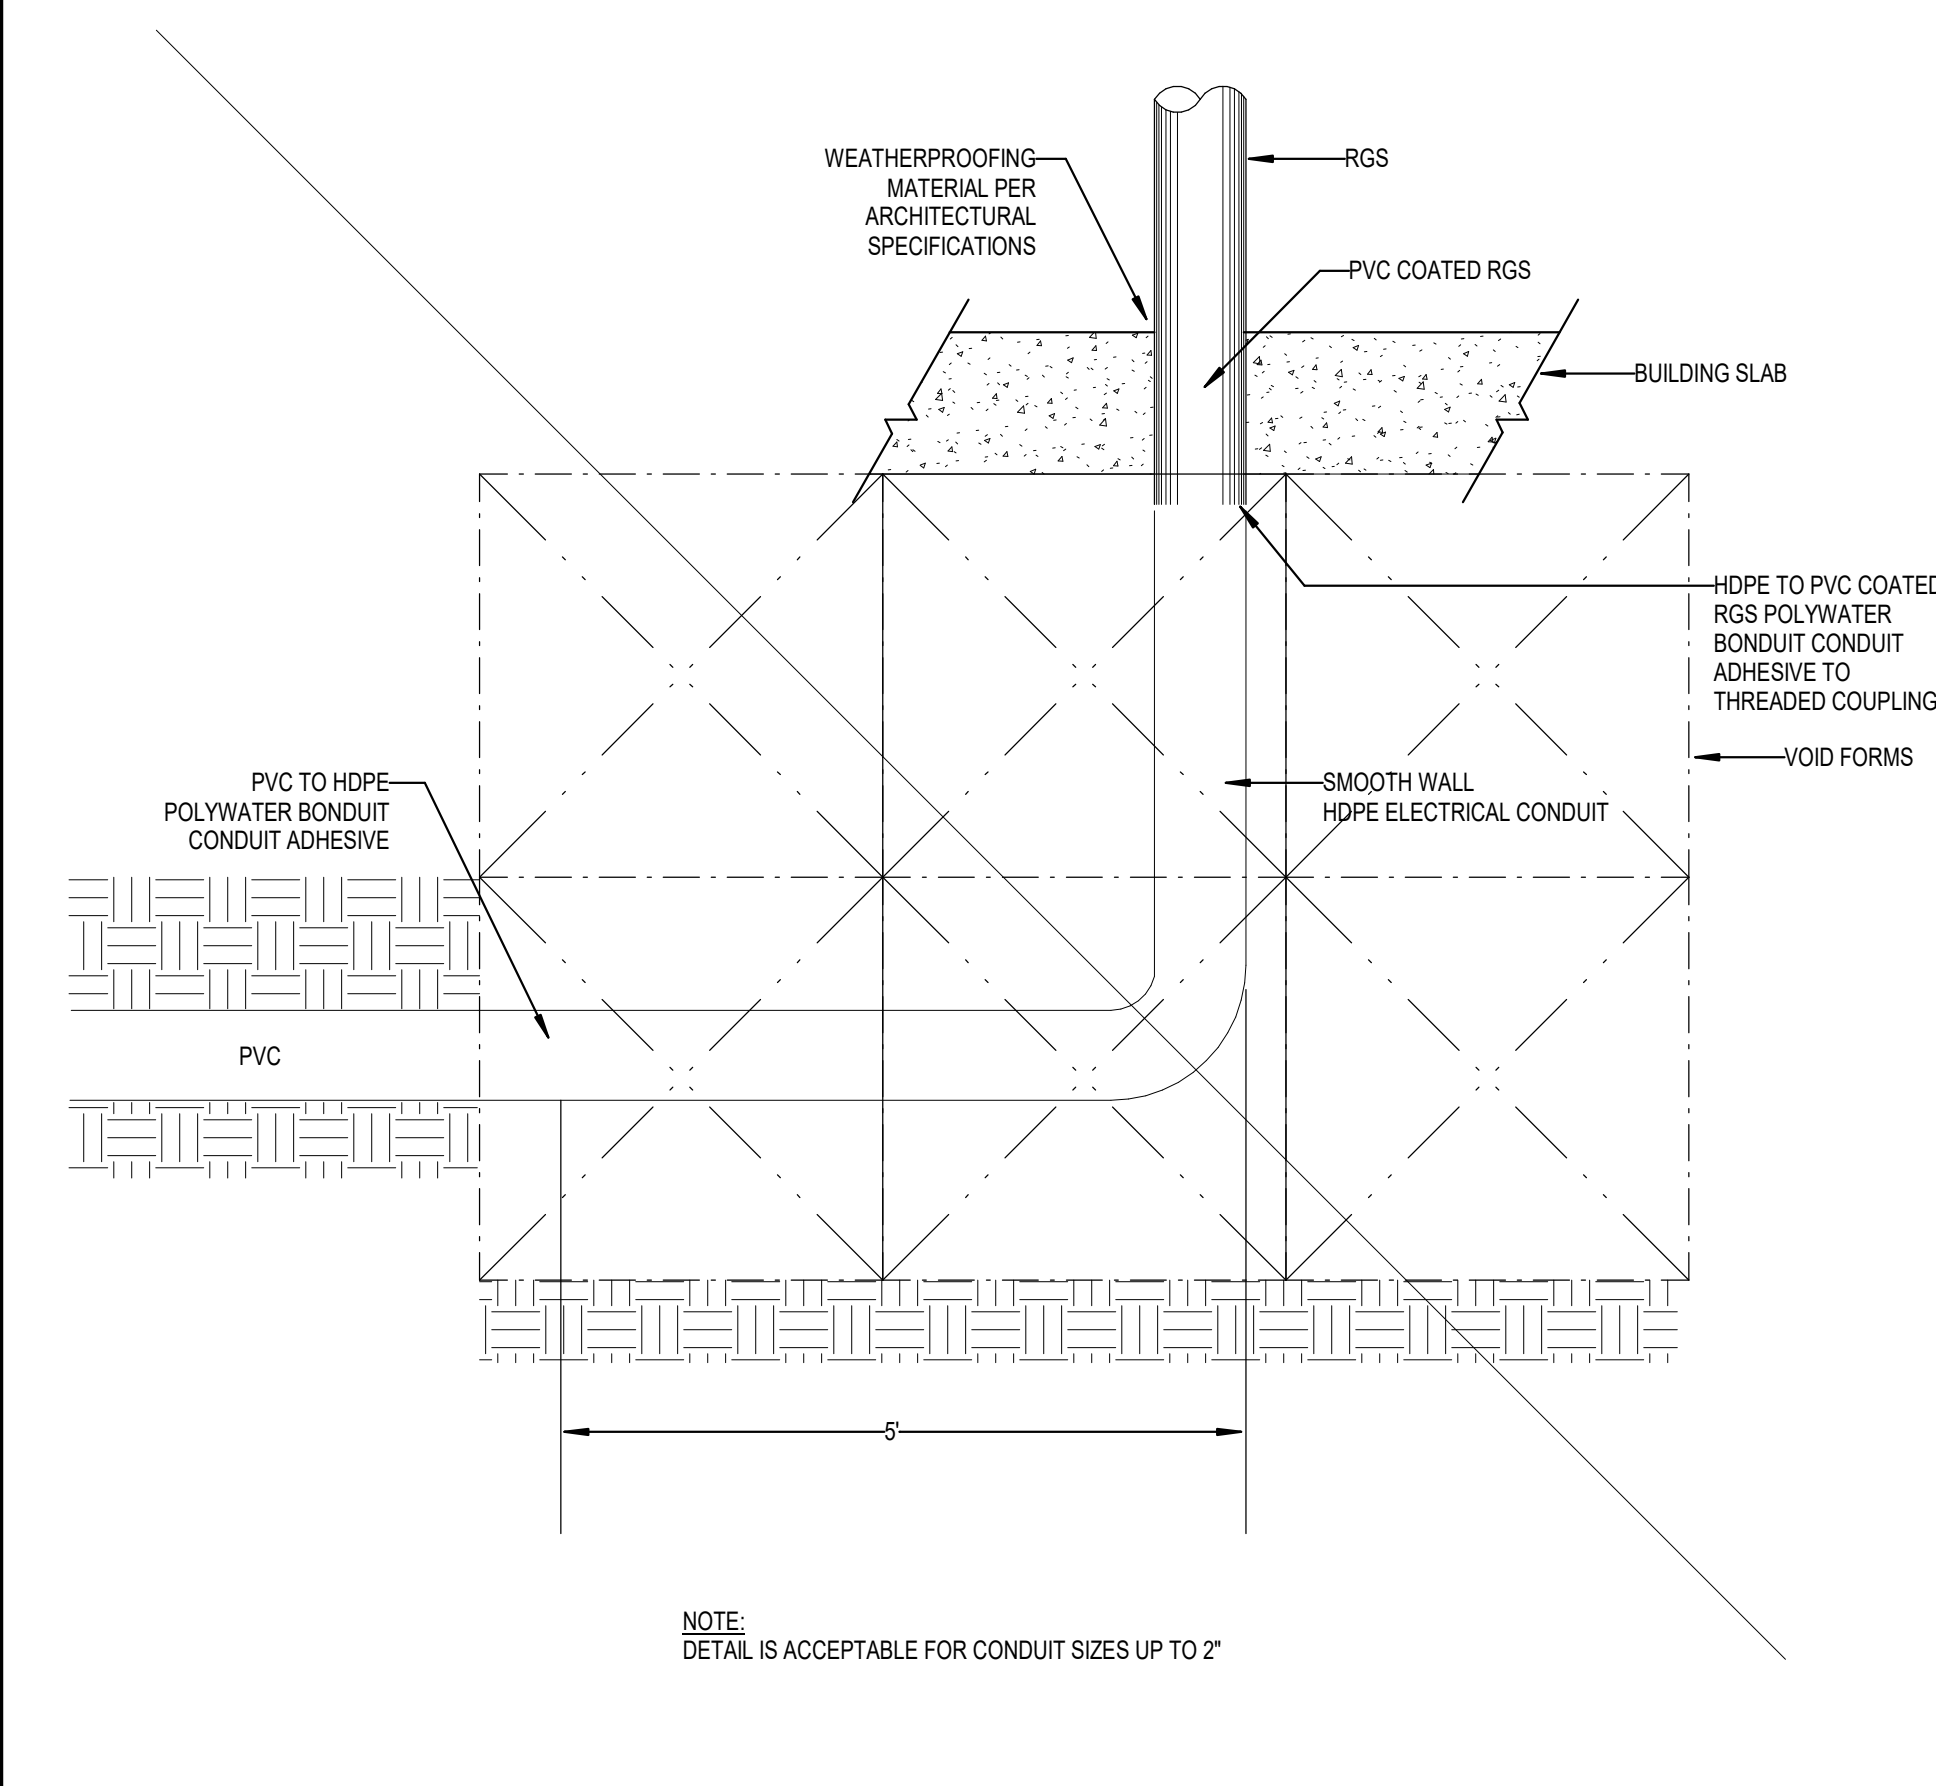 WEATHERPROOFING
MATERIAL PER
ARCHITECTURAL
SPECIFICATIONS
RGS
PVC COATED RGS
BUILDING SLAB
HDPE TO PVC COATED
RGS POLYWATER
BONDUIT CONDUIT
ADHESIVE TO
THREADED COUPLING
VOID FORMS
PVC TO HDPE
POLYWATER BONDUIT
CONDUIT ADHESIVE
SMOOTH WALL
HDPE ELECTRICAL CONDUIT
PVC
5'
NOTE:
DETAIL IS ACCEPTABLE FOR CONDUIT SIZES UP TO 2"